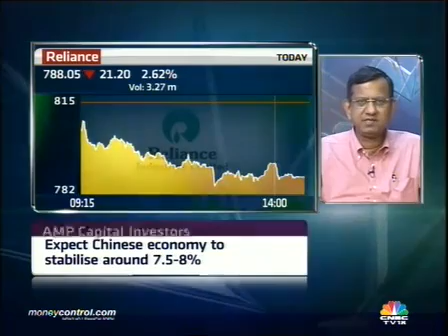 Reliance
TODAY
788.05 21.20 2.62%
Vol: 3.27 m
815
Reliance
782
09:15 14:00
AMP Capital Investors
Expect Chinese economy to
stabilise around 7.5-8%
moneycontrol.com
CNBC
TV18